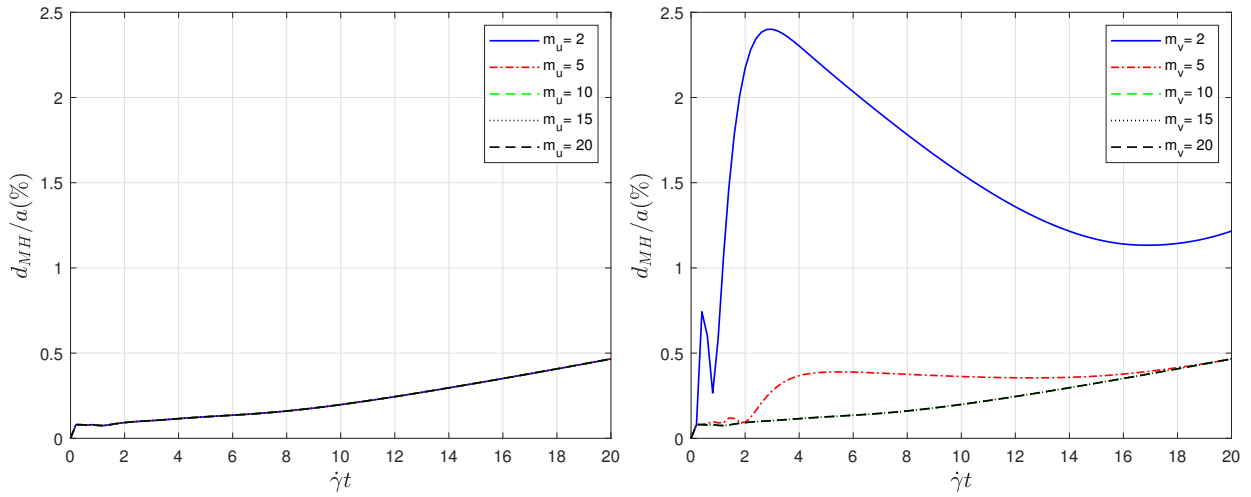 2.5
2
1.5
1
0.5
0
d_{MH}/a(%)
m_u= 2
m_u= 5
m_u= 10
m_u= 15
m_u= 20
0 2 4 6 8 10 12 14 16 18 20
γ̇t
2.5
2
1.5
1
0.5
0
d_{MH}/a(%)
m_v= 2
m_v= 5
m_v= 10
m_v= 15
m_v= 20
0 2 4 6 8 10 12 14 16 18 20
γ̇t